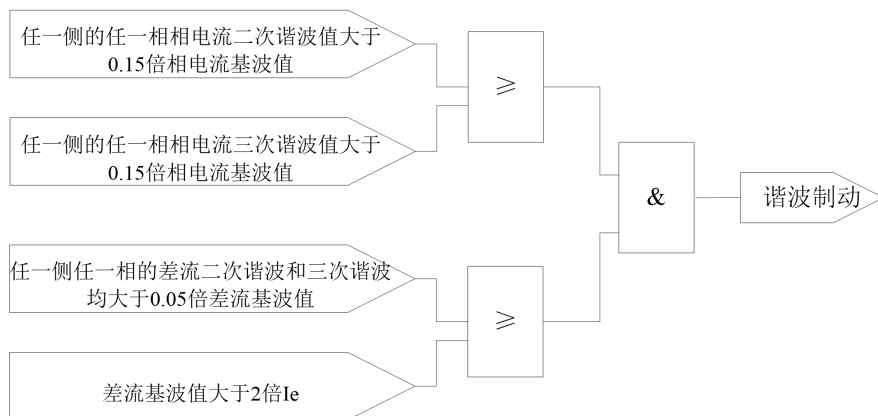 任一侧的任一相相电流二次谐波值大于
0.15倍相电流基波值
≥
任一侧的任一相相电流三次谐波值大于
0.15倍相电流基波值
&
谐波制动
任一侧任一相的差流二次谐波和三次谐波
均大于0.05倍差流基波值
≥
差流基波值大于2倍Ie